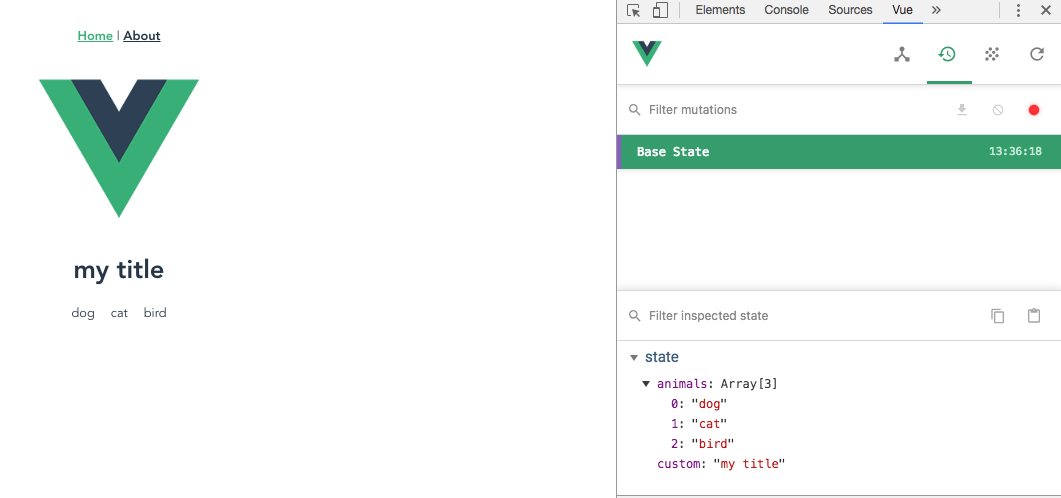 Home | About
my title
dog cat bird
Elements Console Sources Vue »
Filter mutations
Base State 13:36:18
Filter inspected state
state
animals: Array[3]
0: "dog"
1: "cat"
2: "bird"
custom: "my title"